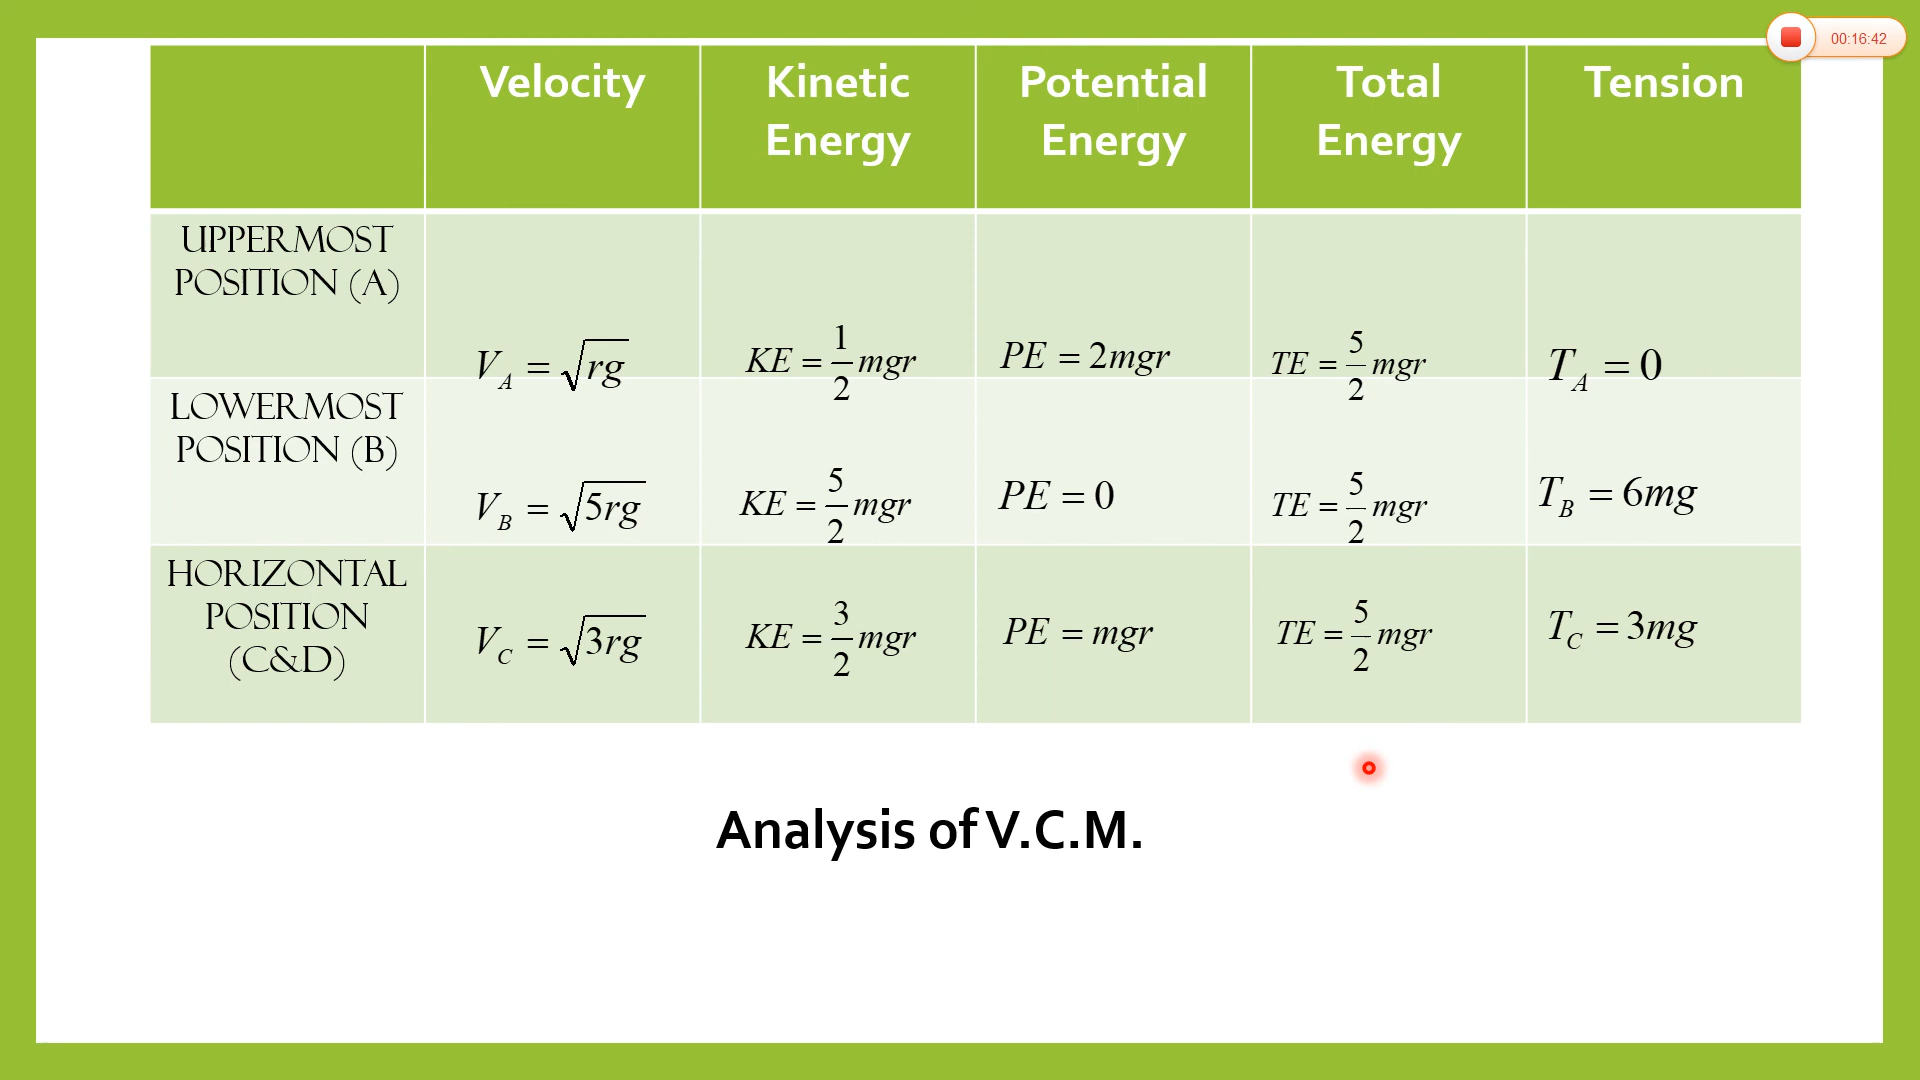 00:16:42
Velocity
Kinetic
Energy
Potential
Energy
Total
Energy
Tension
UPPERMOST
POSITION (A)
V_A = √rg
KE = 1/2 mgr
PE = 2mgr
TE = 5/2 mgr
T_A = 0
LOWERMOST
POSITION (B)
V_B = √5rg
KE = 5/2 mgr
PE = 0
TE = 5/2 mgr
T_B = 6mg
HORIZONTAL
POSITION
(C&D)
V_C = √3rg
KE = 3/2 mgr
PE = mgr
TE = 5/2 mgr
T_C = 3mg
Analysis of V.C.M.